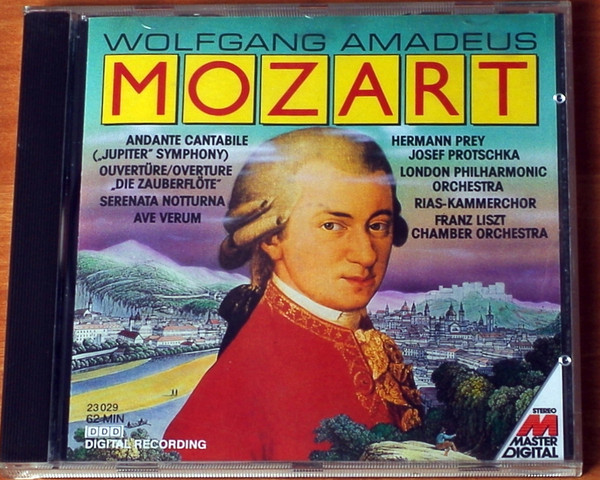 WOLFGANG AMADEUS
MOZART
ANDANTE CANTABILE
(„JUPITER" SYMPHONY)
OUVERTÜRE/OVERTURE
„DIE ZAUBERFLÖTE"
SERENATA NOTTURNA
AVE VERUM
HERMANN PREY
JOSEF PROTSCHKA
LONDON PHILHARMONIC
ORCHESTRA
RIAS-KAMMERCHOR
FRANZ LISZT
CHAMBER ORCHESTRA
23 029
62 MIN
DDD
DIGITAL RECORDING
STEREO
M
MASTER
DIGITAL